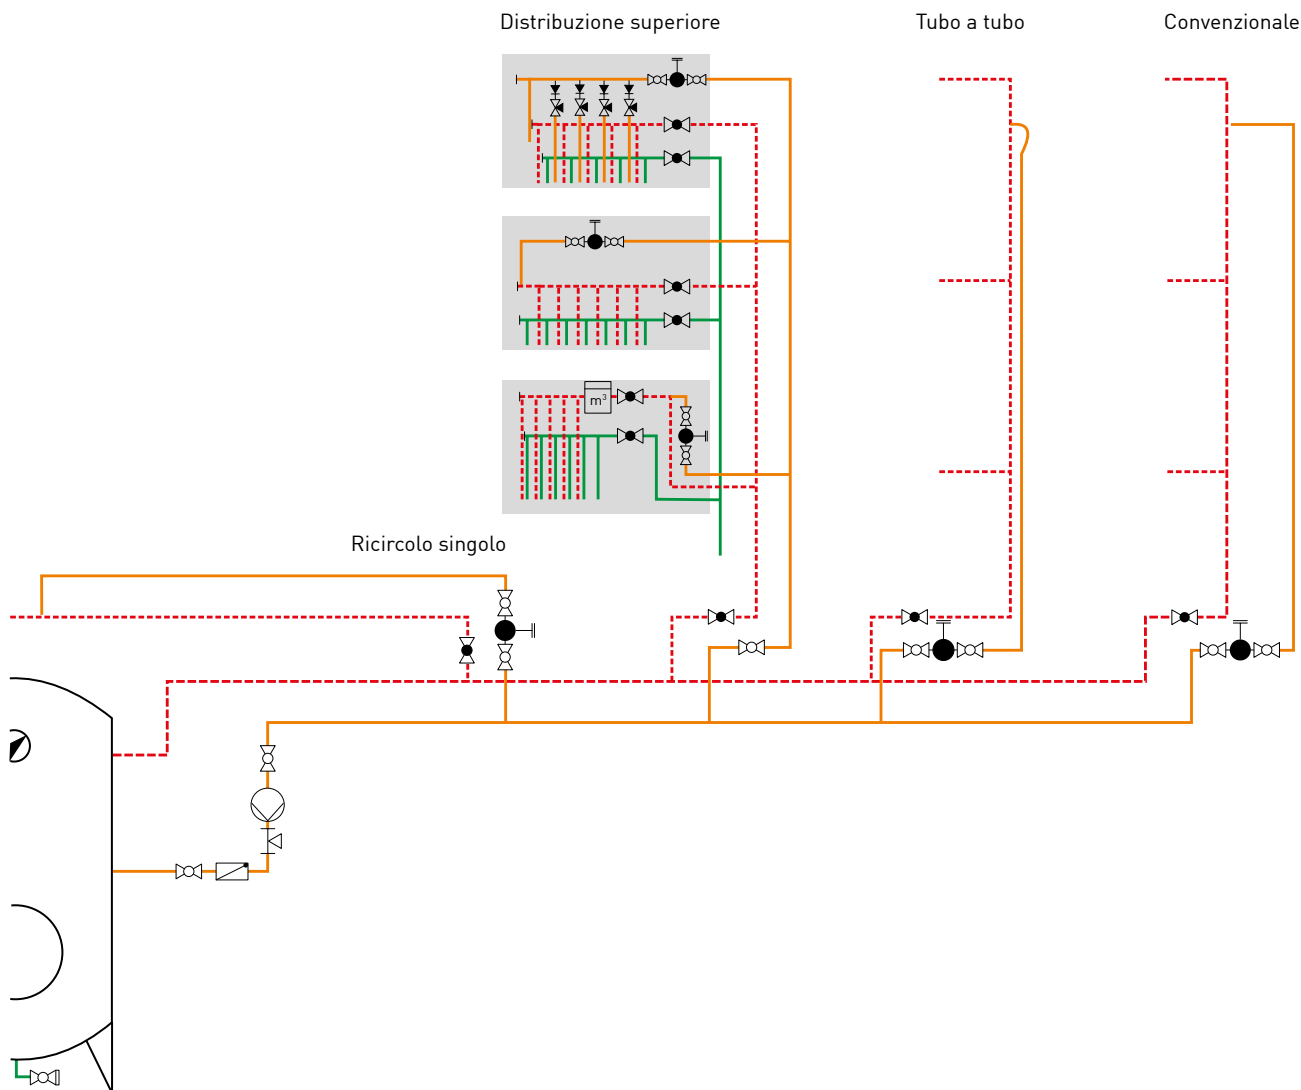 Distribuzione superiore
Tubo a tubo
Convenzionale
m³
Ricircolo singolo